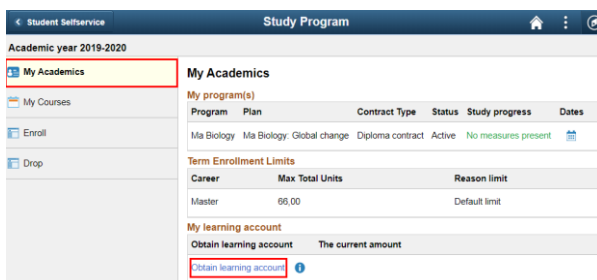 Student Selfservice Study Program
Academic year 2019-2020
My Academics
My Courses
Enroll
Drop
My Academics
My program(s)
Program Plan Contract Type Status Study progress Dates
Ma Biology Ma Biology: Global change Diploma contract Active No measures present
Term Enrollment Limits
Career Max Total Units Reason limit
Master 66,00 Default limit
My learning account
Obtain learning account The current amount
Obtain learning account